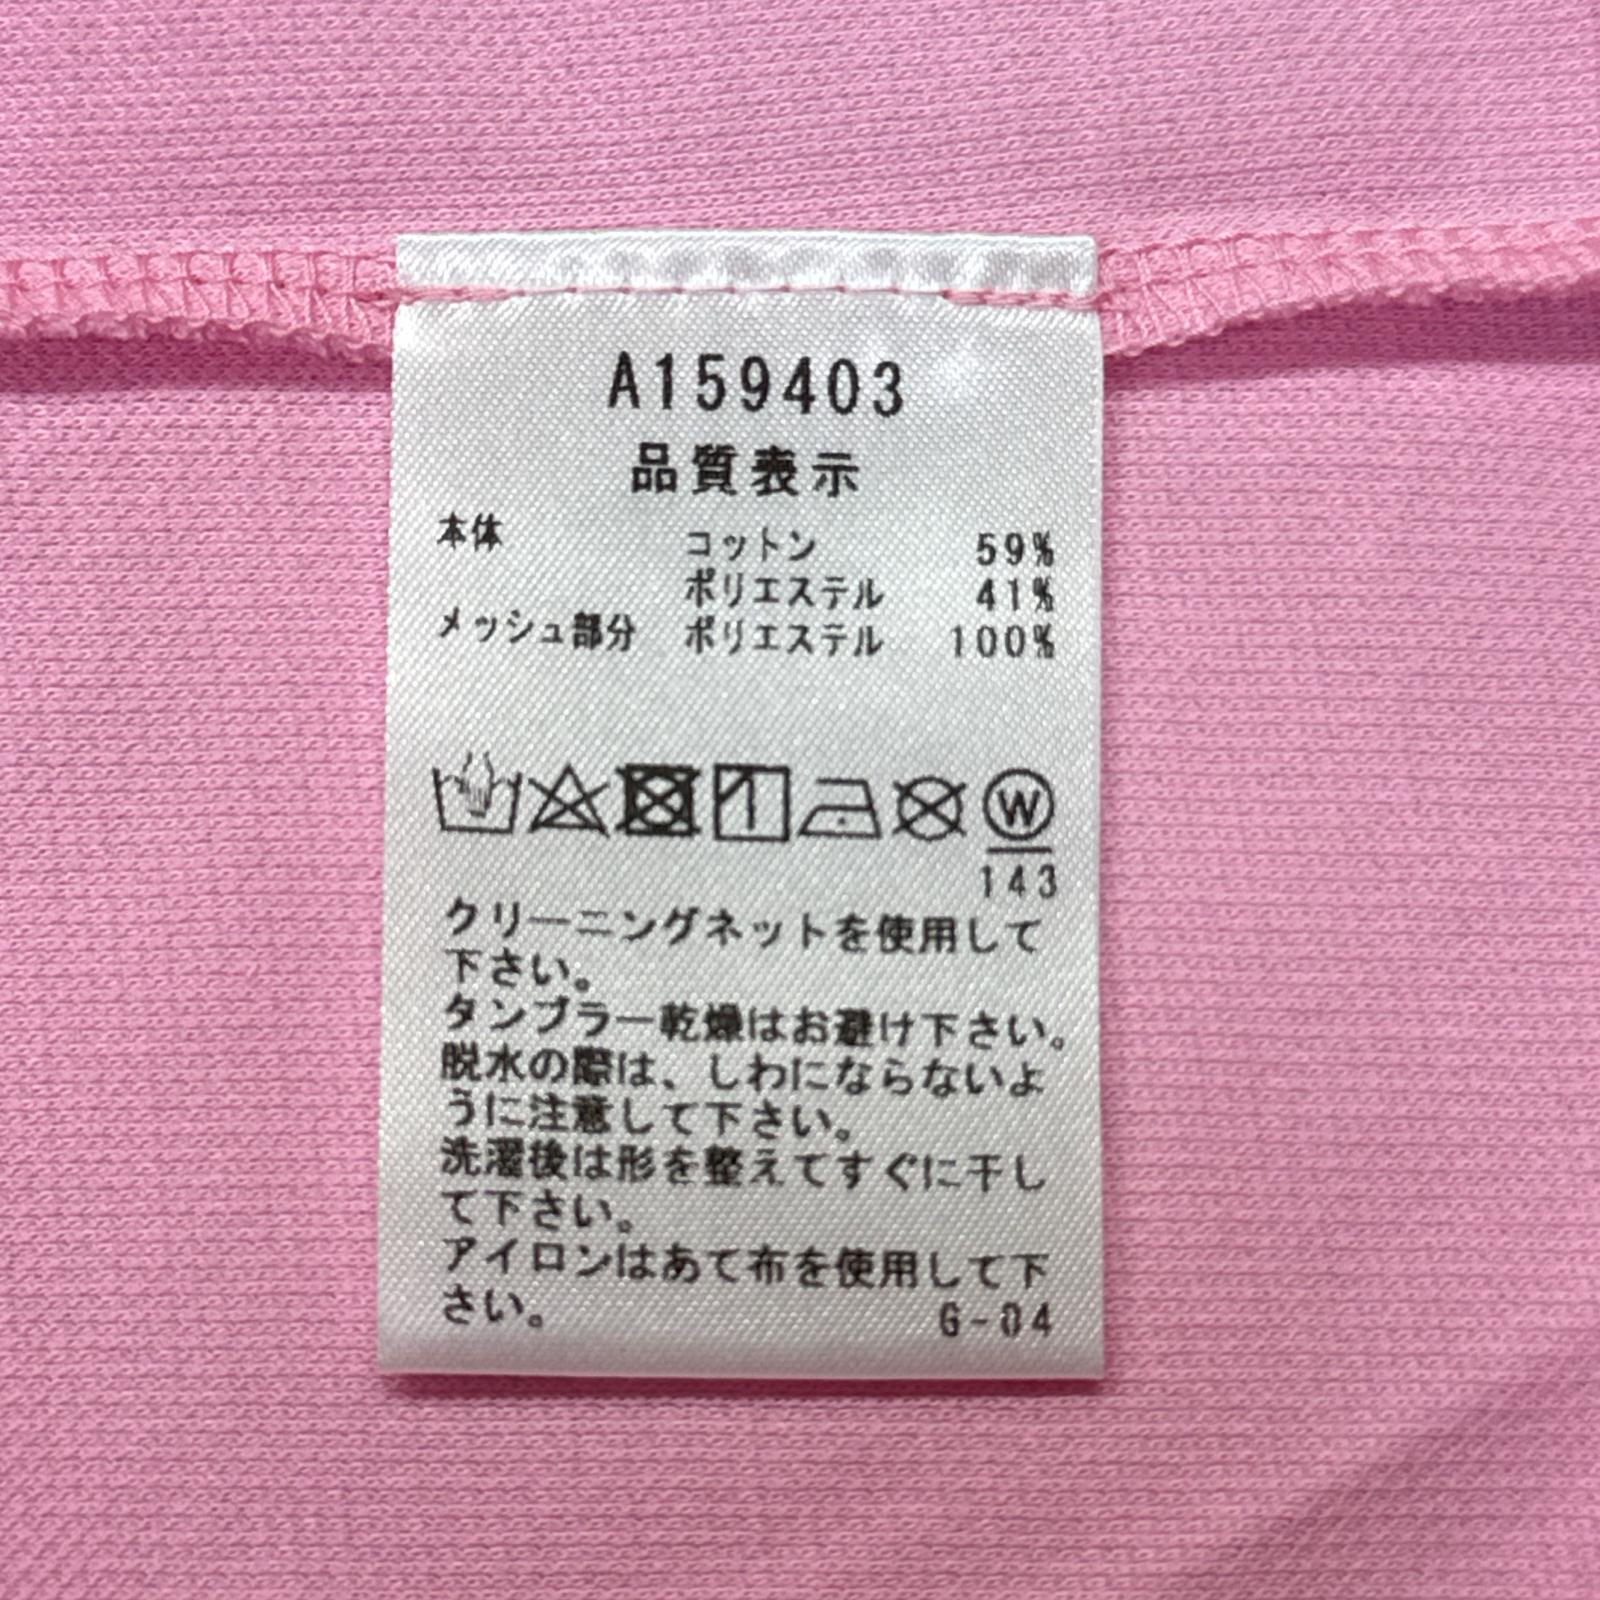 A159403
品質表示
本体 コットン 59%
ポリエステル 41%
メッシュ部分 ポリエステル 100%
W
143
クリーニングネットを使用して
下さい。
タンブラー乾燥はお避け下さい。
脱水の際は、しわにならないよ
うに注意して下さい。
洗濯後は形を整えてすぐに干し
て下さい。
アイロンはあて布を使用して下
さい。 G-04